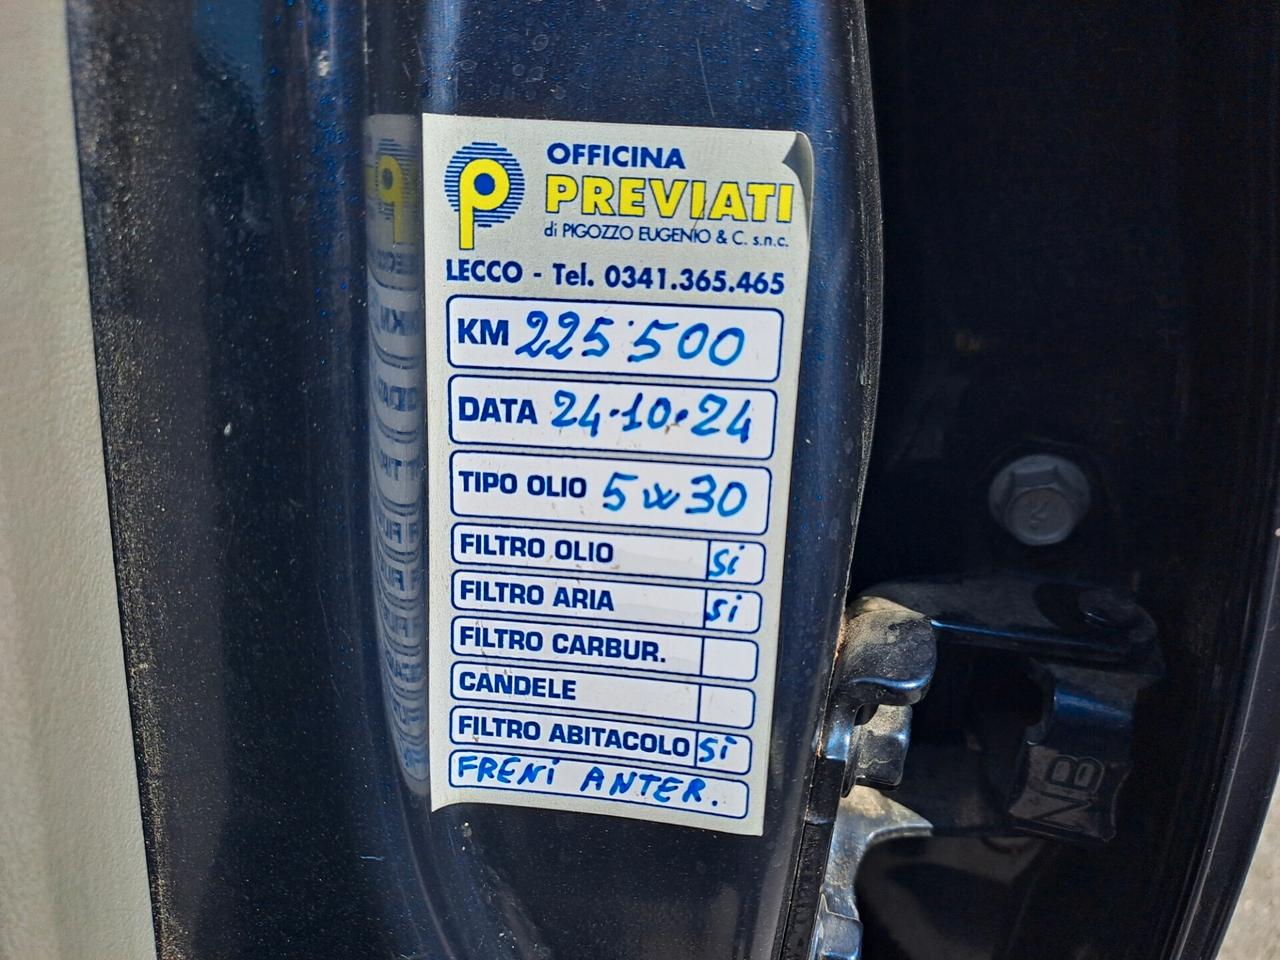 OFFICINA
PREVIATI
di PIGOZZO EUGENIO & C. s.n.c.
LECCO - Tel. 0341.365.465
KM 225'500
DATA 24.10.24
TIPO OLIO 5w30
FILTRO OLIO si
FILTRO ARIA si
FILTRO CARBUR.
CANDELE
FILTRO ABITACOLO si
FRENI ANTER.
NB